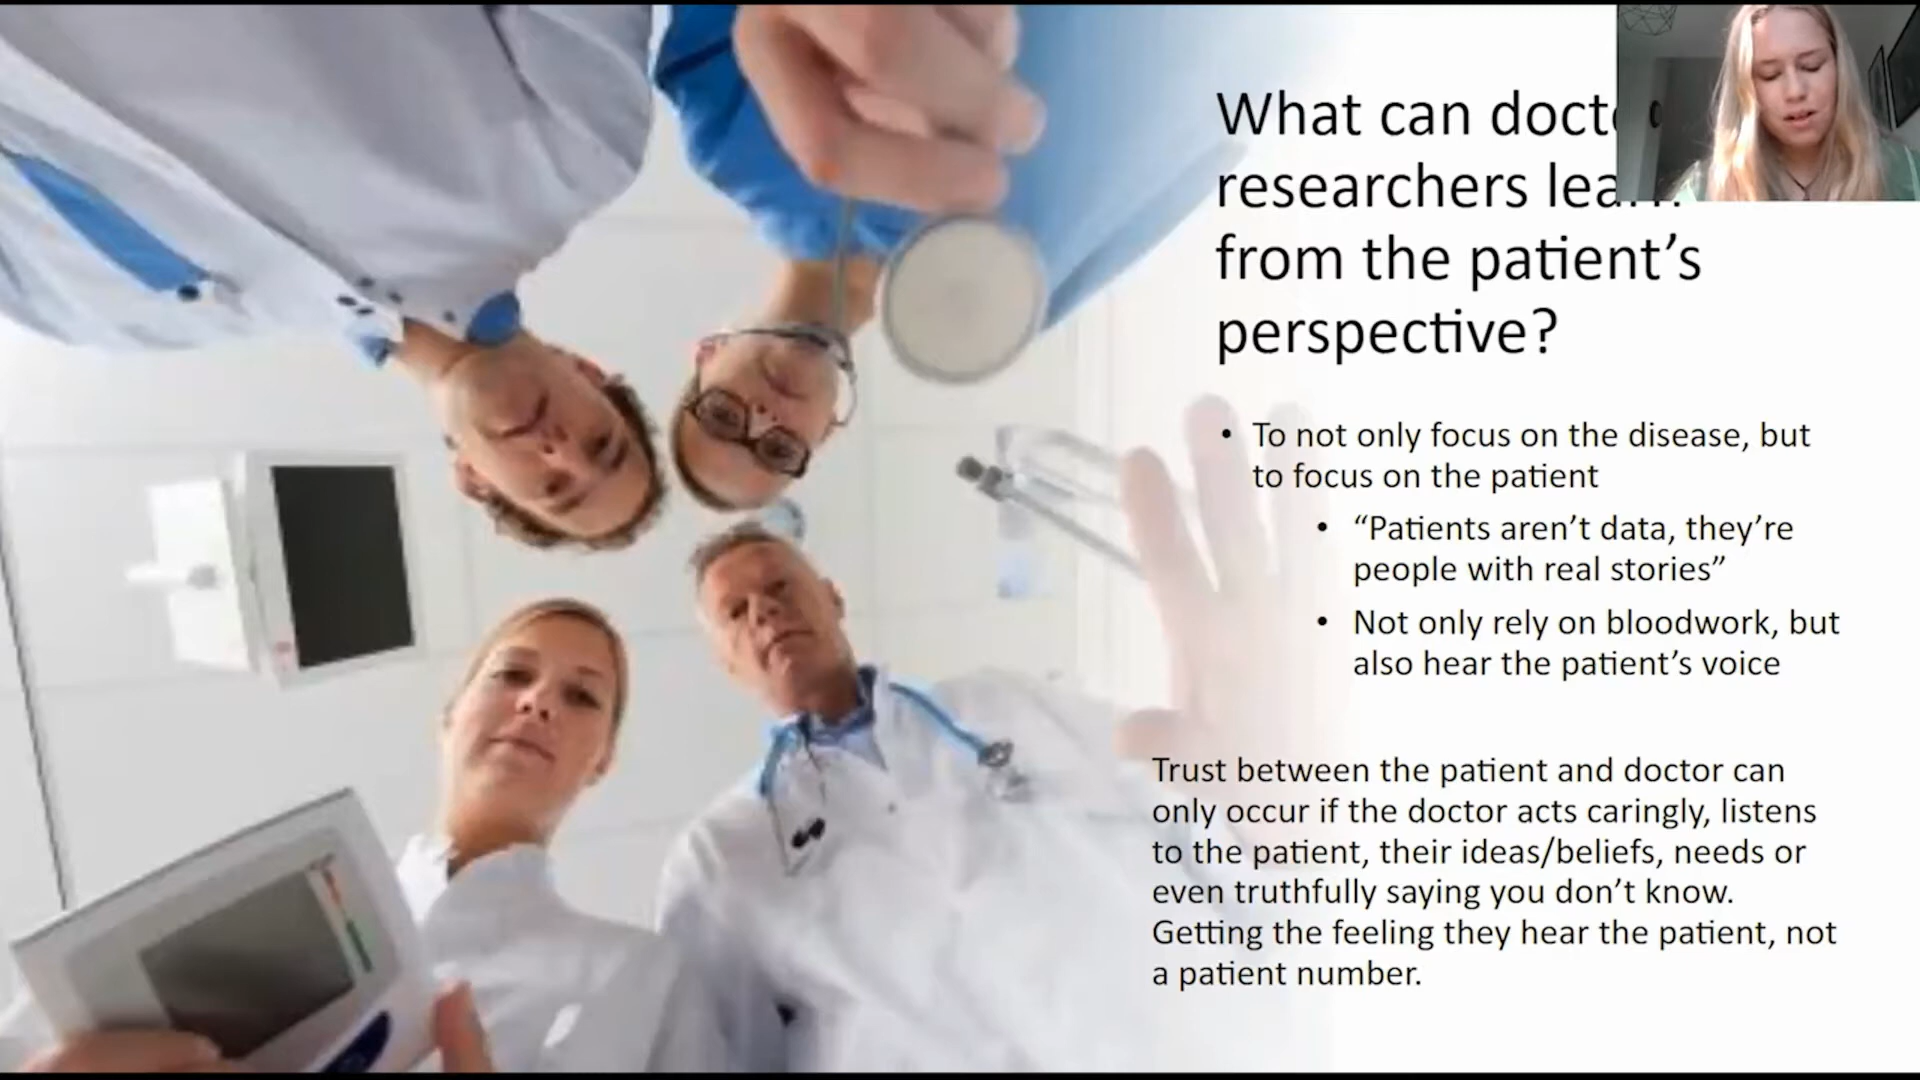 What can doct
researchers lea
from the patient’s
perspective?
• To not only focus on the disease, but
to focus on the patient
• “Patients aren’t data, they’re
people with real stories”
• Not only rely on bloodwork, but
also hear the patient’s voice
Trust between the patient and doctor can
only occur if the doctor acts caringly, listens
to the patient, their ideas/beliefs, needs or
even truthfully saying you don’t know.
Getting the feeling they hear the patient, not
a patient number.